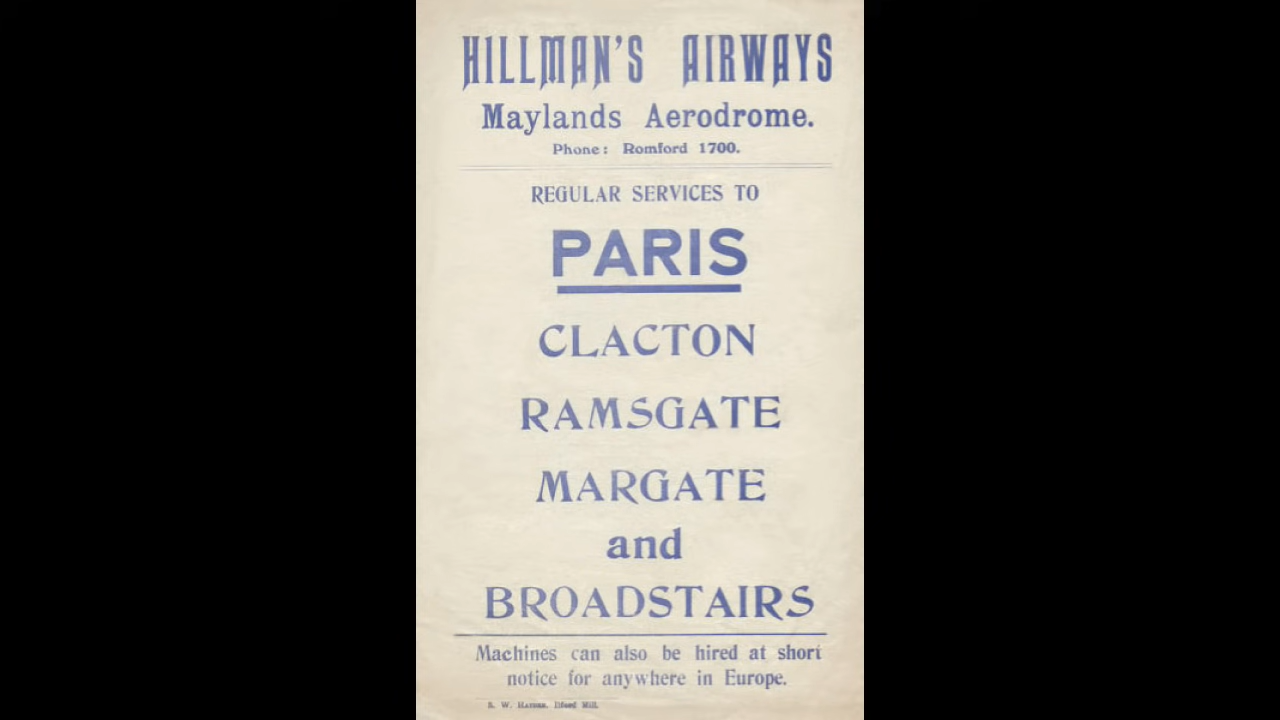 HILLMAN'S AIRWAYS
Maylands Aerodrome.
Phone: Romford 1700.
REGULAR SERVICES TO
PARIS
CLACTON
RAMSGATE
MARGATE
and
BROADSTAIRS
Machines can also be hired at short
notice for anywhere in Europe.
S. W.